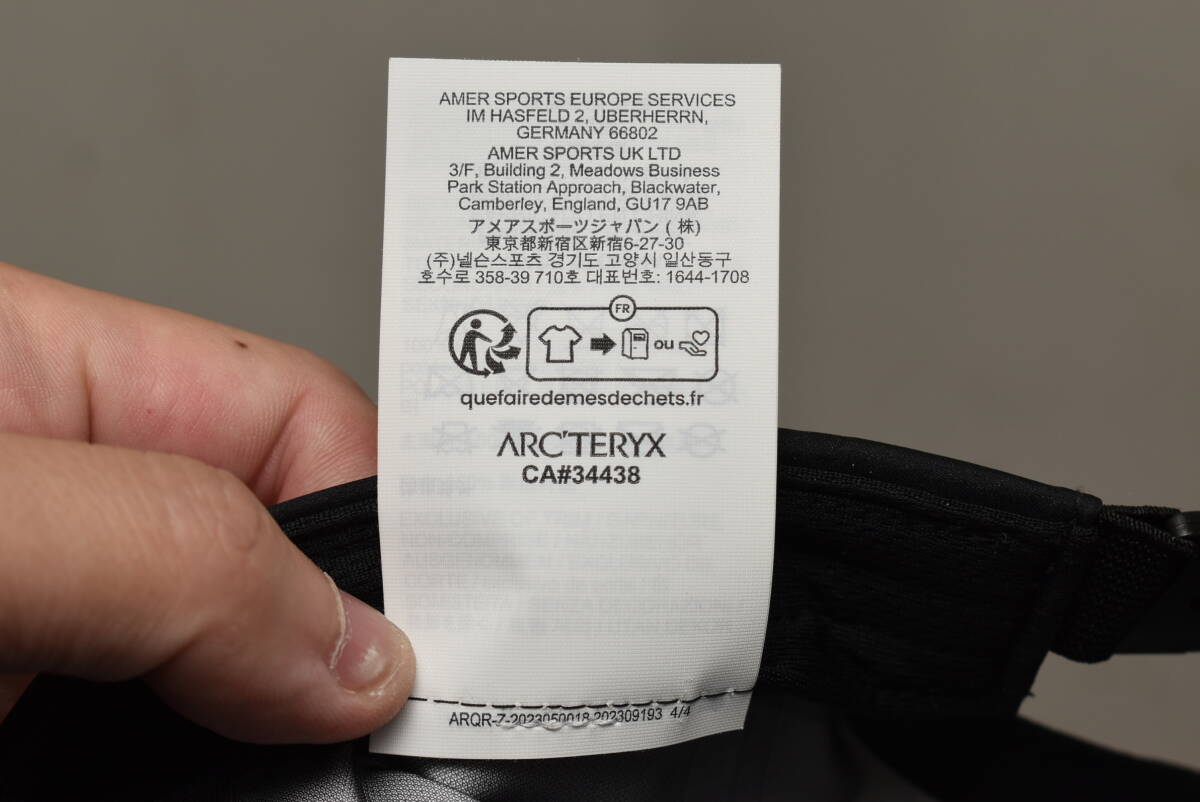 AMER SPORTS EUROPE SERVICES
IM HASFELD 2, UBERHERRN,
GERMANY 66802
AMER SPORTS UK LTD
3/F, Building 2, Meadows Business
Park Station Approach, Blackwater,
Camberley, England, GU17 9AB
アメアスポーツジャパン (株)
東京都新宿区新宿6-27-30
(주)넬슨스포츠 경기도 고양시 일산동구
호수로 358-39 710호 대표번호: 1644-1708
FR
ou
quefairedemesdechets.fr
ARC'TERYX
CA#34438
ARQR-7-2023050018 202309193 4/4